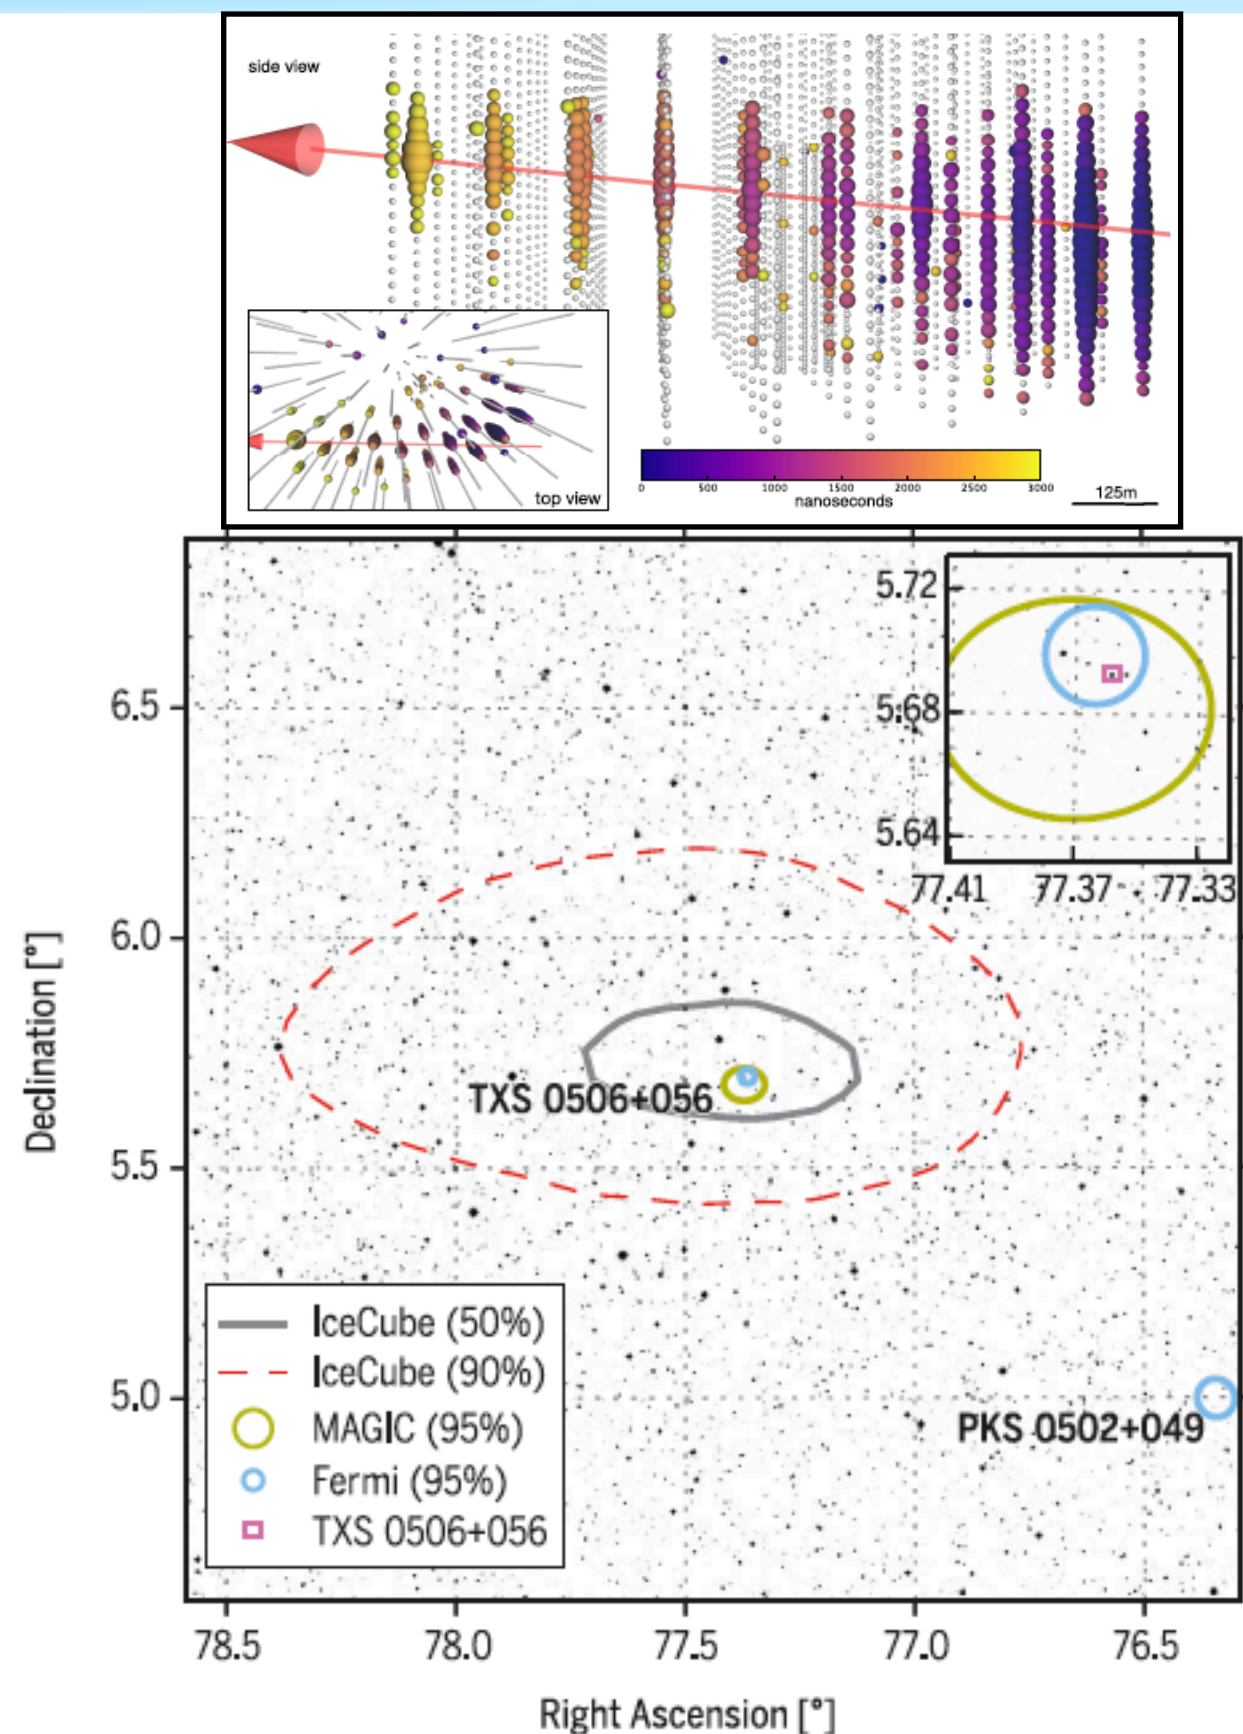 side view
top view
0 500 1000 1500 2000 2500 3000
nanoseconds
125m
5.72
5.68
5.64
77.41 77.37 77.33
6.5
6.0
5.5
5.0
Declination [°]
TXS 0506+056
PKS 0502+049
IceCube (50%)
IceCube (90%)
MAGIC (95%)
Fermi (95%)
TXS 0506+056
78.5 78.0 77.5 77.0 76.5
Right Ascension [°]